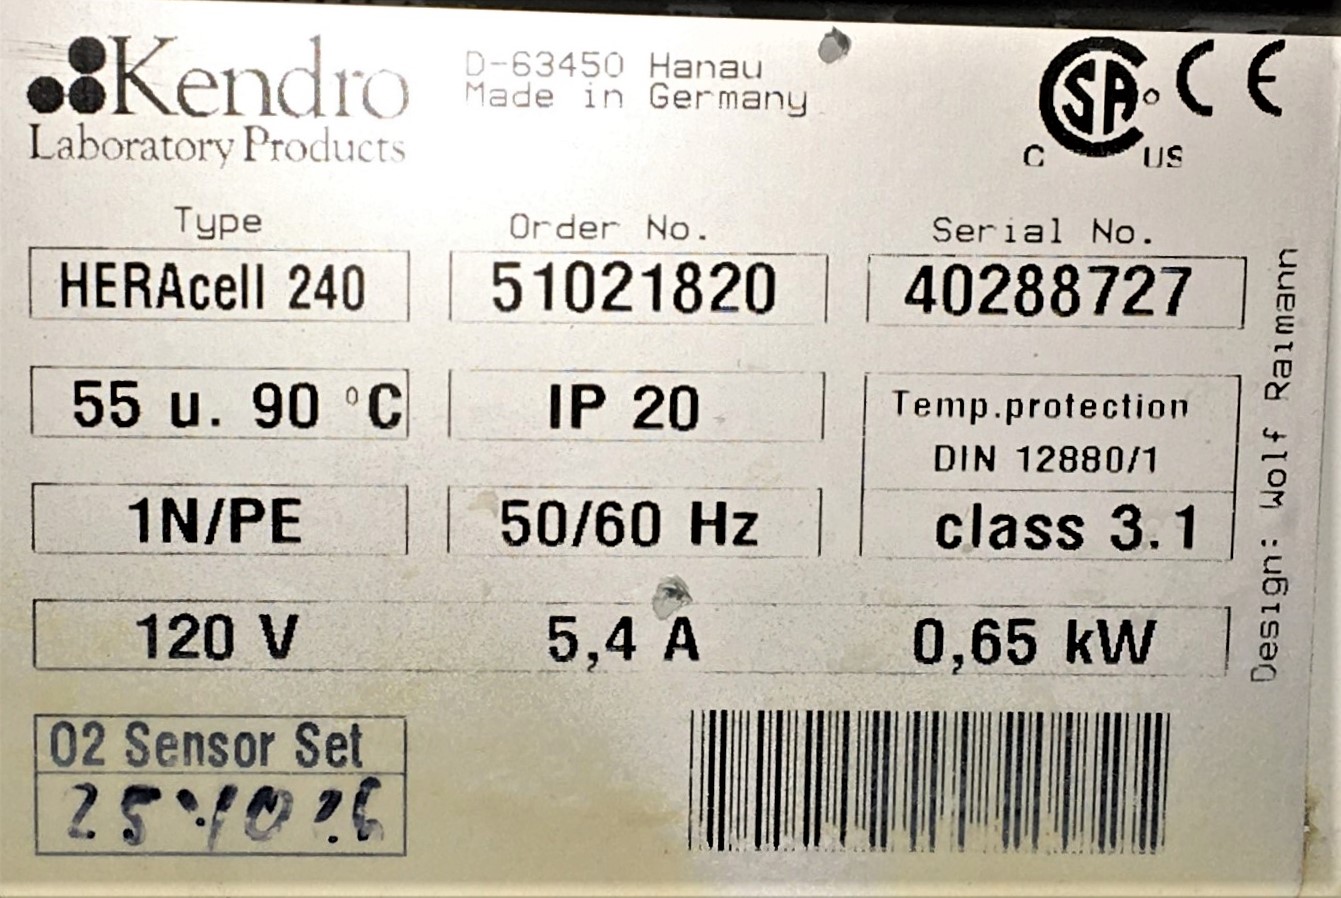 Kendro
Laboratory Products
D-63450 Hanau
Made in Germany
CSA
C US
CE
Type
HERAcell 240
Order No.
51021820
Serial No.
40288727
55 u. 90 °C
IP 20
Temp.protection
DIN 12880/1
class 3.1
1N/PE
50/60 Hz
120 V 5,4 A 0,65 kW
Design: Wolf Raimann
O2 Sensor Set